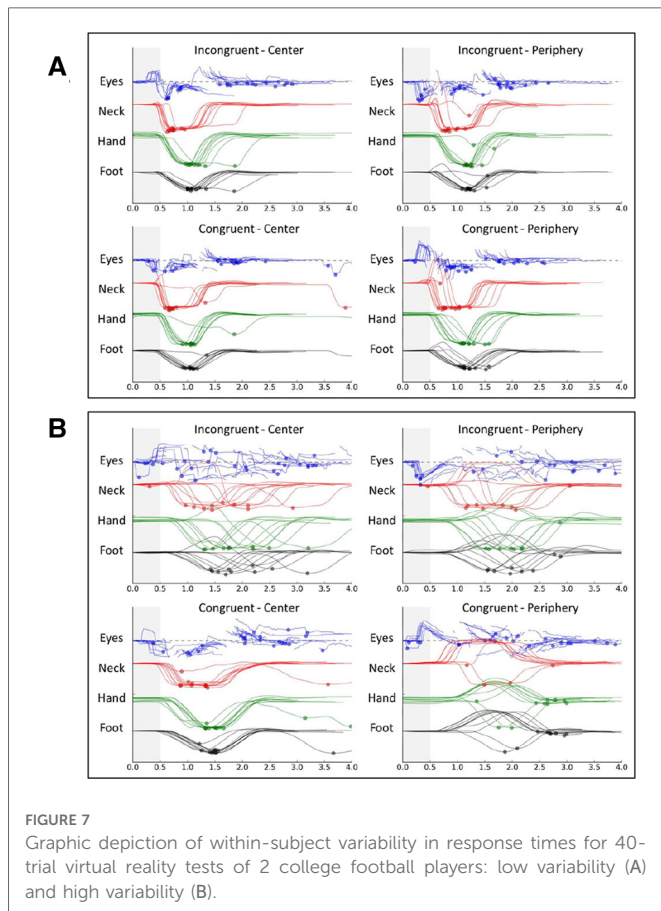 A
Incongruent - Center
Incongruent - Periphery
Eyes
Neck
Hand
Foot
0.0 0.5 1.0 1.5 2.0 2.5 3.0 3.5 4.0
Eyes
Neck
Hand
Foot
0.0 0.5 1.0 1.5 2.0 2.5 3.0 3.5 4.0
Congruent - Center
Congruent - Periphery
Eyes
Neck
Hand
Foot
0.0 0.5 1.0 1.5 2.0 2.5 3.0 3.5 4.0
Eyes
Neck
Hand
Foot
0.0 0.5 1.0 1.5 2.0 2.5 3.0 3.5 4.0
B
Incongruent - Center
Incongruent - Periphery
Eyes
Neck
Hand
Foot
0.0 0.5 1.0 1.5 2.0 2.5 3.0 3.5 4.0
Eyes
Neck
Hand
Foot
0.0 0.5 1.0 1.5 2.0 2.5 3.0 3.5 4.0
Congruent - Center
Congruent - Periphery
Eyes
Neck
Hand
Foot
0.0 0.5 1.0 1.5 2.0 2.5 3.0 3.5 4.0
Eyes
Neck
Hand
Foot
0.0 0.5 1.0 1.5 2.0 2.5 3.0 3.5 4.0
FIGURE 7
Graphic depiction of within-subject variability in response times for 40-
trial virtual reality tests of 2 college football players: low variability (A)
and high variability (B).